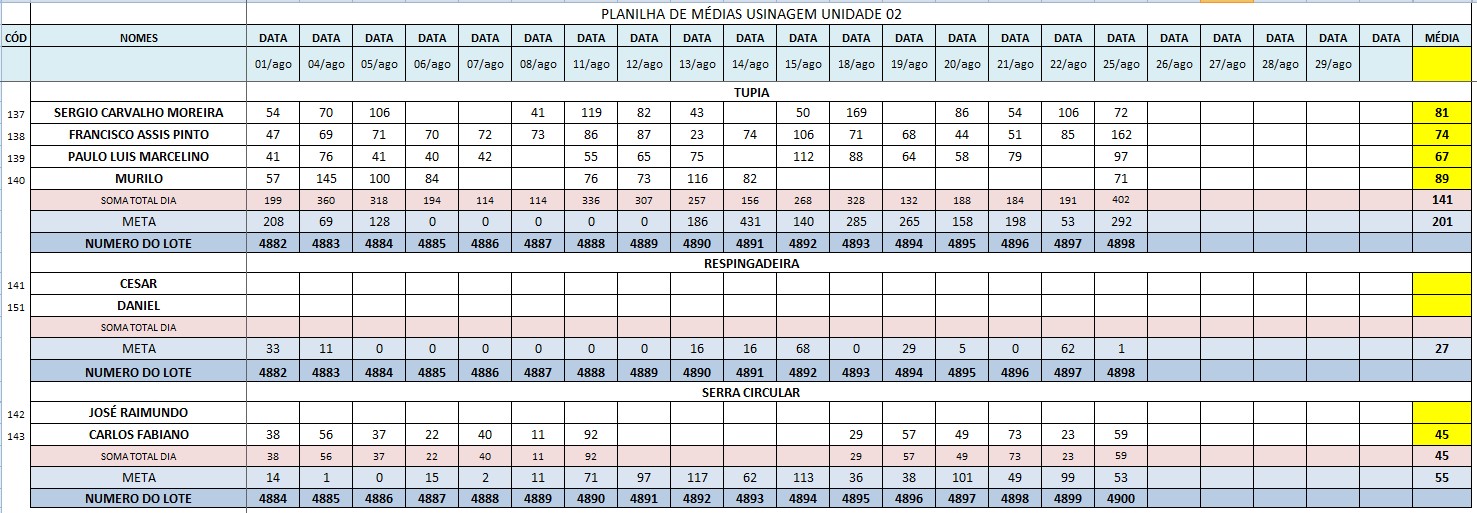 PLANILHA DE MÉDIAS USINAGEM UNIDADE 02
CÓD NOMES DATA DATA DATA DATA DATA DATA DATA DATA DATA DATA DATA DATA DATA DATA DATA DATA DATA DATA DATA DATA DATA DATA MÉDIA
01/ago 04/ago 05/ago 06/ago 07/ago 08/ago 11/ago 12/ago 13/ago 14/ago 15/ago 18/ago 19/ago 20/ago 21/ago 22/ago 25/ago 26/ago 27/ago 28/ago 29/ago
TUPIA
137 SERGIO CARVALHO MOREIRA 54 70 106 41 119 82 43 50 169 86 54 106 72 81
138 FRANCISCO ASSIS PINTO 47 69 71 70 72 73 86 87 23 74 106 71 68 44 51 85 162 74
139 PAULO LUIS MARCELINO 41 76 41 40 42 55 65 75 112 88 64 58 79 97 67
140 MURILO 57 145 100 84 76 73 116 82 71 89
SOMA TOTAL DIA 199 360 318 194 114 114 336 307 257 156 268 328 132 188 184 191 402 141
META 208 69 128 0 0 0 0 0 186 431 140 285 265 158 198 53 292 201
NUMERO DO LOTE 4882 4883 4884 4885 4886 4887 4888 4889 4890 4891 4892 4893 4894 4895 4896 4897 4898
RESPINGADEIRA
141 CESAR
151 DANIEL
SOMA TOTAL DIA
META 33 11 0 0 0 0 0 0 16 16 68 0 29 5 0 62 1 27
NUMERO DO LOTE 4882 4883 4884 4885 4886 4887 4888 4889 4890 4891 4892 4893 4894 4895 4896 4897 4898
SERRA CIRCULAR
142 JOSÉ RAIMUNDO
143 CARLOS FABIANO 38 56 37 22 40 11 92 29 57 49 73 23 59 45
SOMA TOTAL DIA 38 56 37 22 40 11 92 29 57 49 73 23 59 45
META 14 1 0 15 2 11 71 97 117 62 113 36 38 101 49 99 53 55
NUMERO DO LOTE 4884 4885 4886 4887 4888 4889 4890 4891 4892 4893 4894 4895 4896 4897 4898 4899 4900